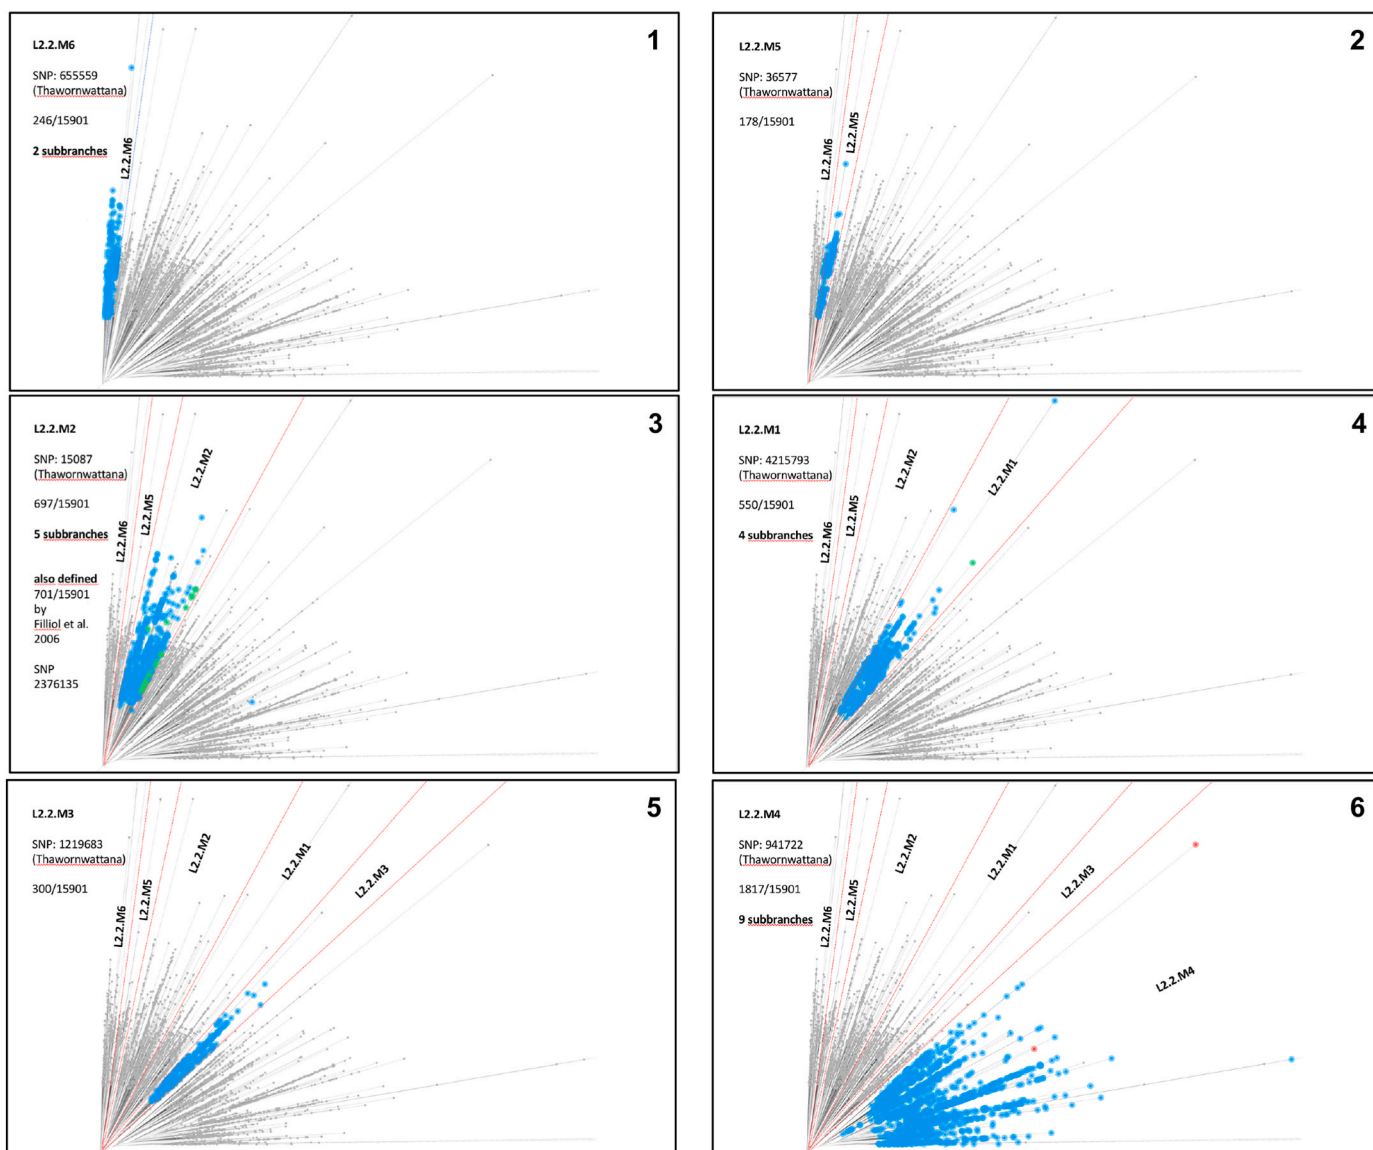 L2.2.M6
1
SNP: 655559
(Thawornwattana)
246/15901
2 subbranches
L2.2.M6
L2.2.M5
2
SNP: 36577
(Thawornwattana)
178/15901
L2.2.M6
L2.2.M5
L2.2.M2
3
SNP: 15087
(Thawornwattana)
697/15901
5 subbranches
also defined
701/15901
by
Filliol et al.
2006
SNP
2376135
L2.2.M6
L2.2.M5
L2.2.M2
L2.2.M1
4
SNP: 4215793
(Thawornwattana)
550/15901
4 subbranches
L2.2.M6
L2.2.M5
L2.2.M2
L2.2.M1
L2.2.M3
5
SNP: 1219683
(Thawornwattana)
300/15901
L2.2.M6
L2.2.M5
L2.2.M2
L2.2.M1
L2.2.M3
L2.2.M4
6
SNP: 941722
(Thawornwattana)
1817/15901
9 subbranches
L2.2.M6
L2.2.M5
L2.2.M2
L2.2.M1
L2.2.M3
L2.2.M4